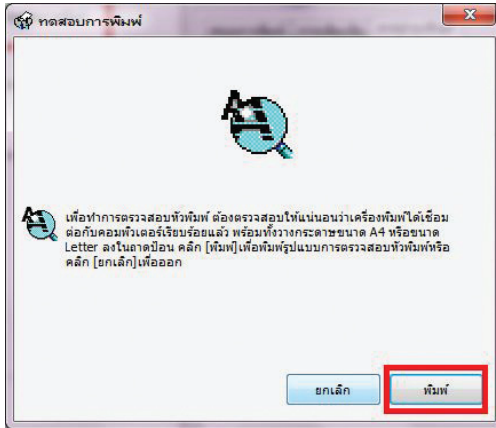 ทดสอบการพิมพ์
เพื่อทำการตรวจสอบหัวพิมพ์ ต้องตรวจสอบให้แน่นอนว่าเครื่องพิมพ์ได้เชื่อม
ต่อกับคอมพิวเตอร์เรียบร้อยแล้ว พร้อมทั้งวางกระดาษขนาด A4 หรือขนาด
Letter ลงในถาดป้อน คลิก [พิมพ์]เพื่อพิมพ์รูปแบบการตรวจสอบหัวพิมพ์หรือ
คลิก [ยกเลิก]เพื่อออก
ยกเลิก
พิมพ์